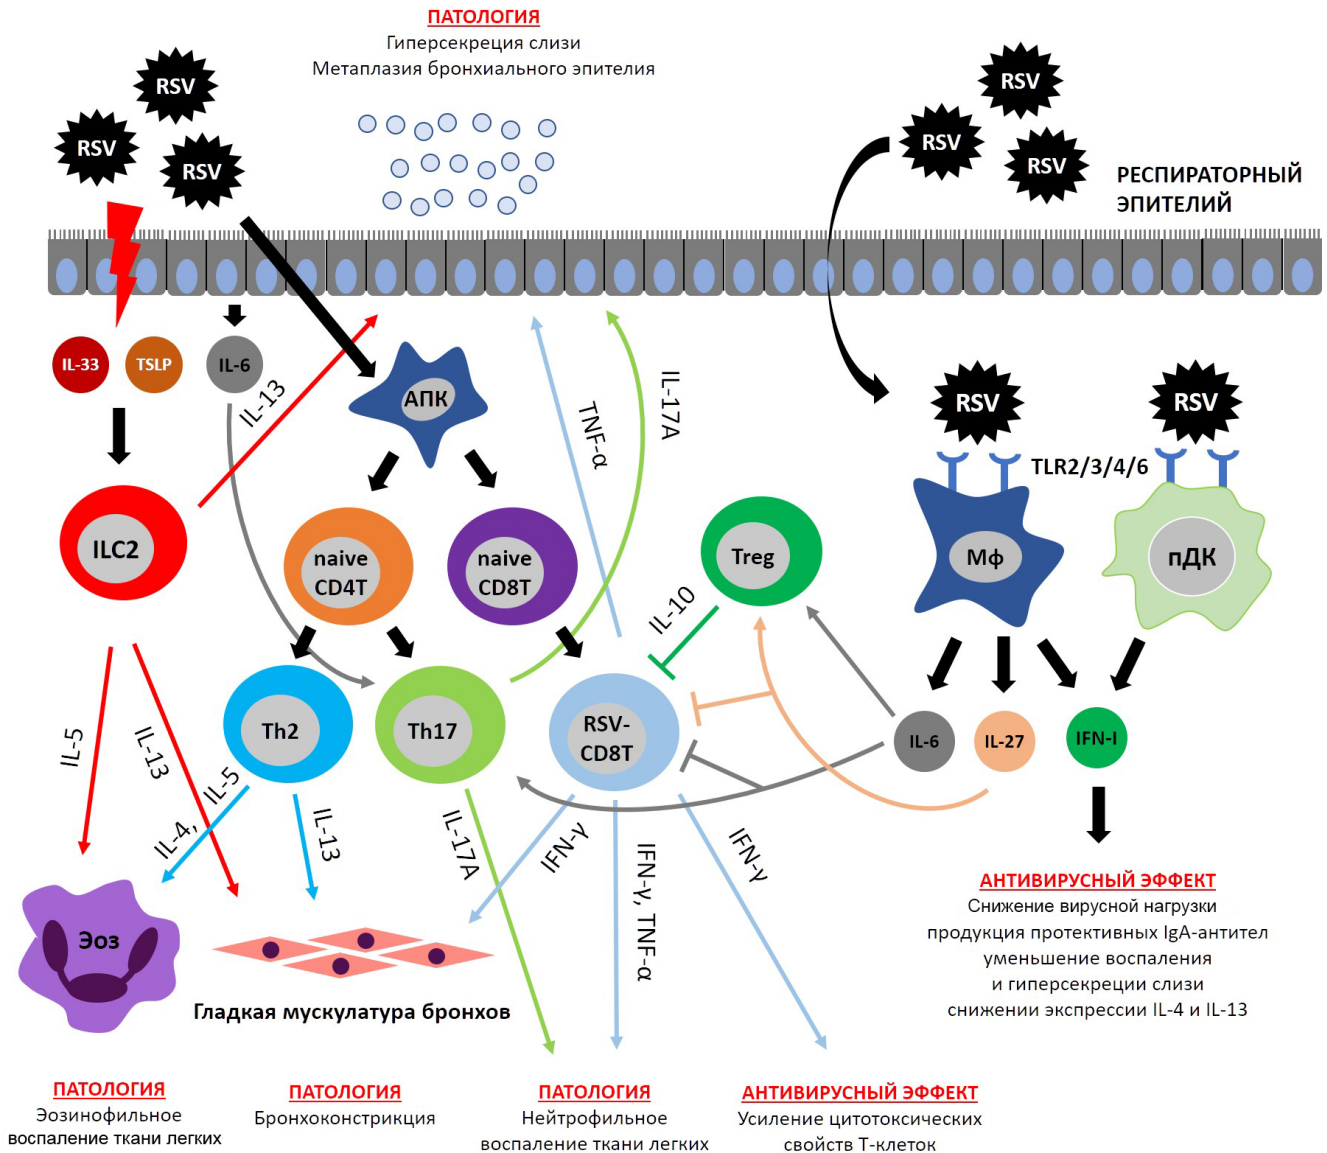 ПАТОЛОГИЯ
Гиперсекреция слизи
Метаплазия бронхиального эпителия
RSV
RSV
RSV
RSV
RSV
RSV
РЕСПИРАТОРНЫЙ
ЭПИТЕЛИЙ
IL-33
TSLP
IL-6
IL-13
АПК
TNF-α
IL-17A
RSV
RSV
TLR2/3/4/6
ILC2
naive
CD4T
naive
CD8T
Treg
Мф
пДК
IL-10
Th2
Th17
RSV-
CD8T
IL-6
IL-27
IFN-I
IL-5
IL-13
IL-4, IL-5
IL-13
IL-17A
IFN-γ
IFN-γ, TNF-α
IFN-γ
АНТИВИРУСНЫЙ ЭФФЕКТ
Снижение вирусной нагрузки
продукция протективных IgA-антител
уменьшение воспаления
и гиперсекреции слизи
снижении экспрессии IL-4 и IL-13
Эоз
Гладкая мускулатура бронхов
ПАТОЛОГИЯ
Эозинофильное
воспаление ткани легких
ПАТОЛОГИЯ
Бронхоконстрикция
ПАТОЛОГИЯ
Нейтрофильное
воспаление ткани легких
АНТИВИРУСНЫЙ ЭФФЕКТ
Усиление цитотоксических
свойств Т-клеток